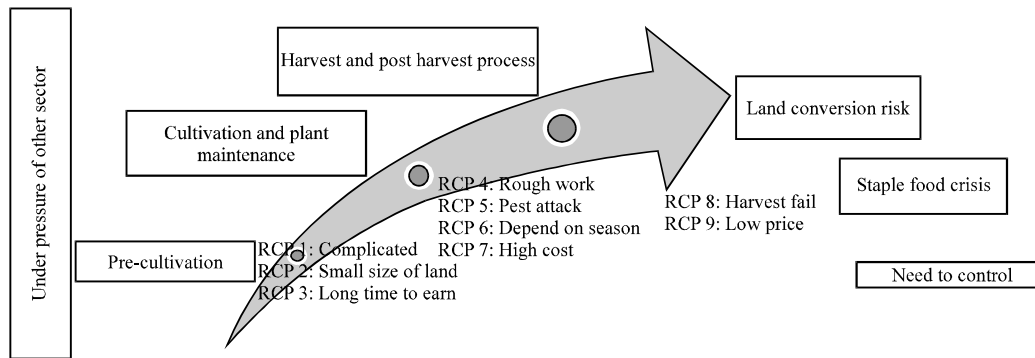 Under pressure of other sector
Harvest and post harvest process
Cultivation and plant
maintenance
Pre-cultivation
RCP 1: Complicated
RCP 2: Small size of land
RCP 3: Long time to earn
RCP 4: Rough work
RCP 5: Pest attack
RCP 6: Depend on season
RCP 7: High cost
RCP 8: Harvest fail
RCP 9: Low price
Land conversion risk
Staple food crisis
Need to control